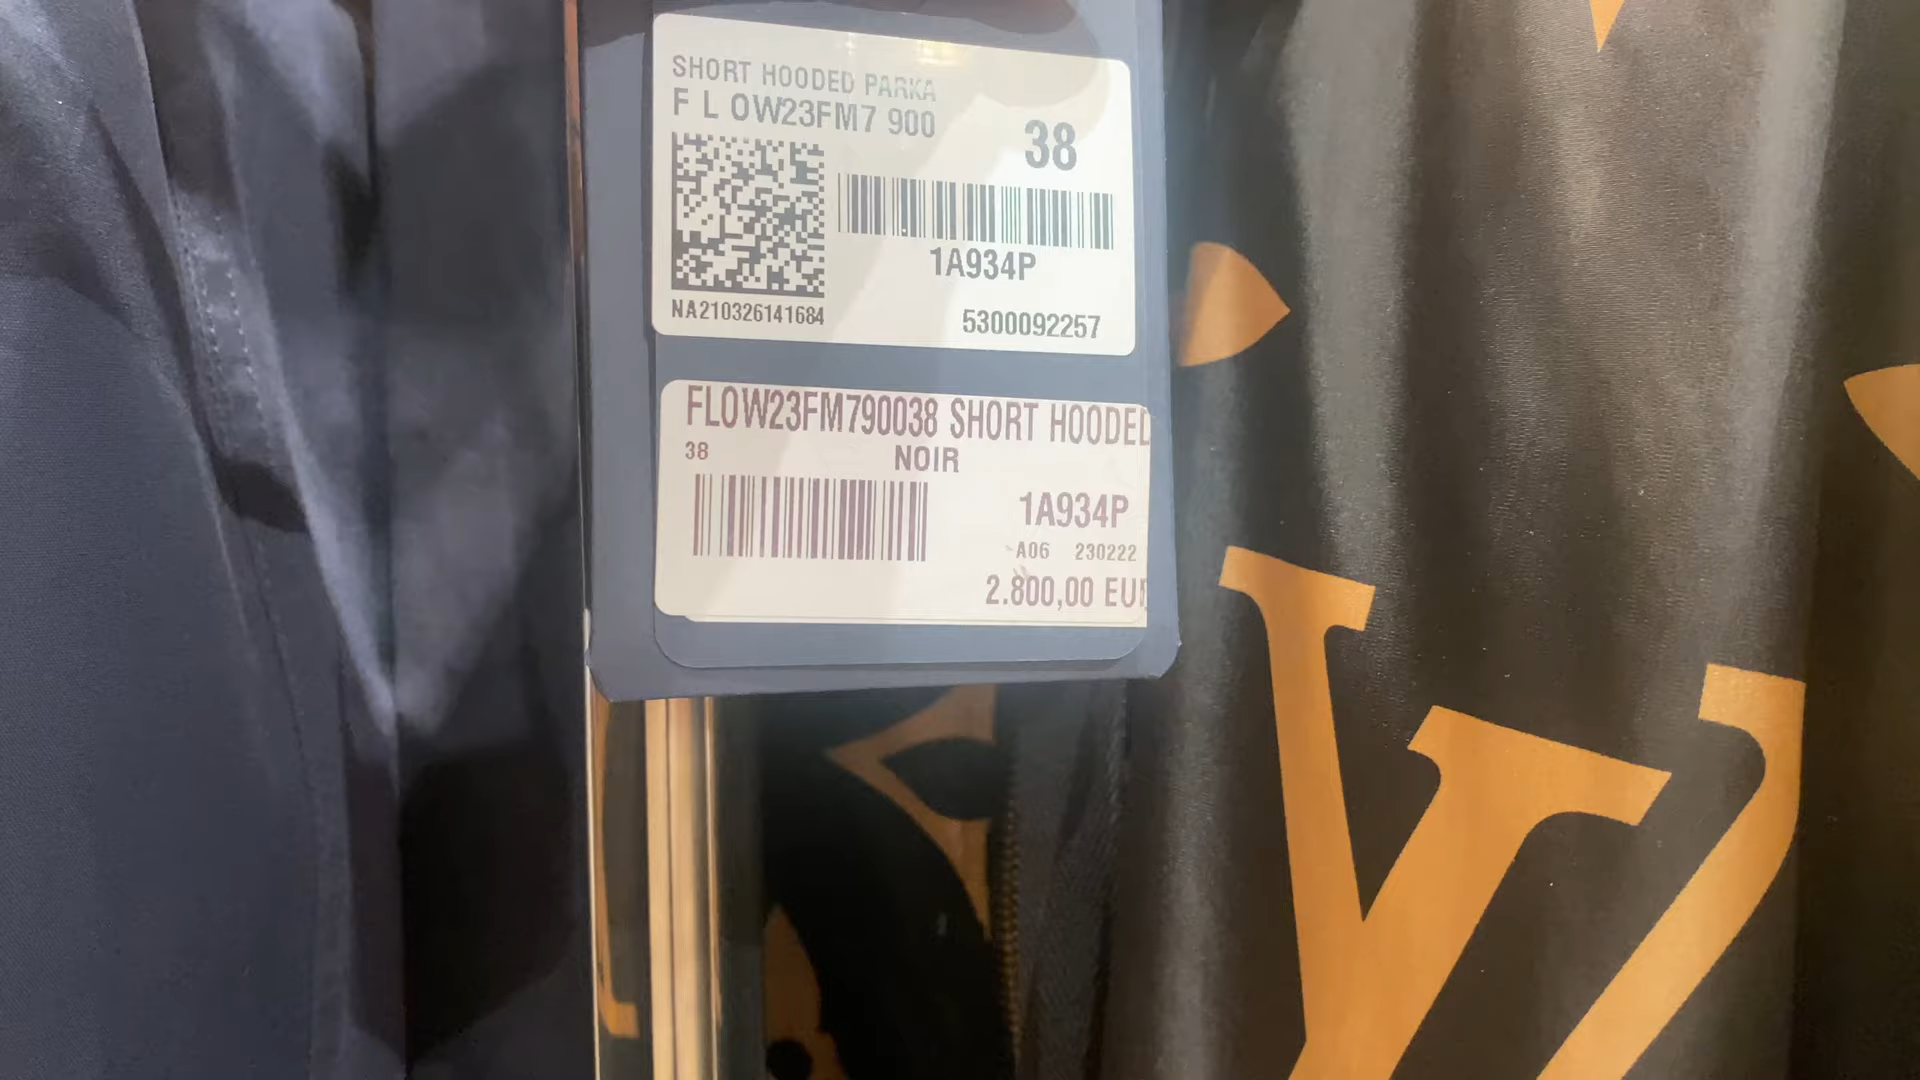 SHORT HOODED PARKA
F L OW23FM7 900
38
1A934P
NA210326141684
5300092257
FLOW23FM790038 SHORT HOODED
38 NOIR
1A934P
A06 230222
2.800,00 EUR